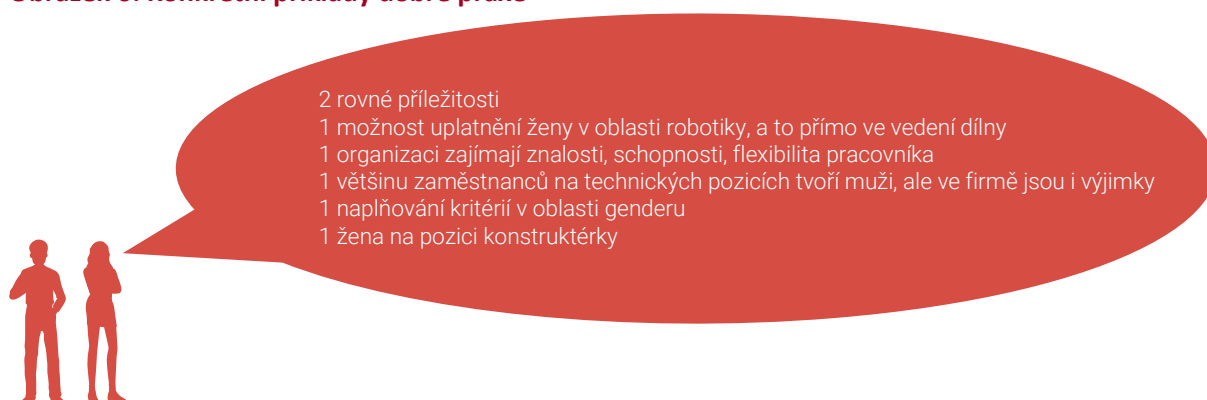 2 rovné příležitosti
1 možnost uplatnění ženy v oblasti robotiky, a to přímo ve vedení dílny
1 organizaci zajímají znalosti, schopnosti, flexibilita pracovníka
1 většinu zaměstnanců na technických pozicích tvoří muži, ale ve firmě jsou i výjimky
1 naplňování kritérií v oblasti genderu
1 žena na pozici konstruktérky